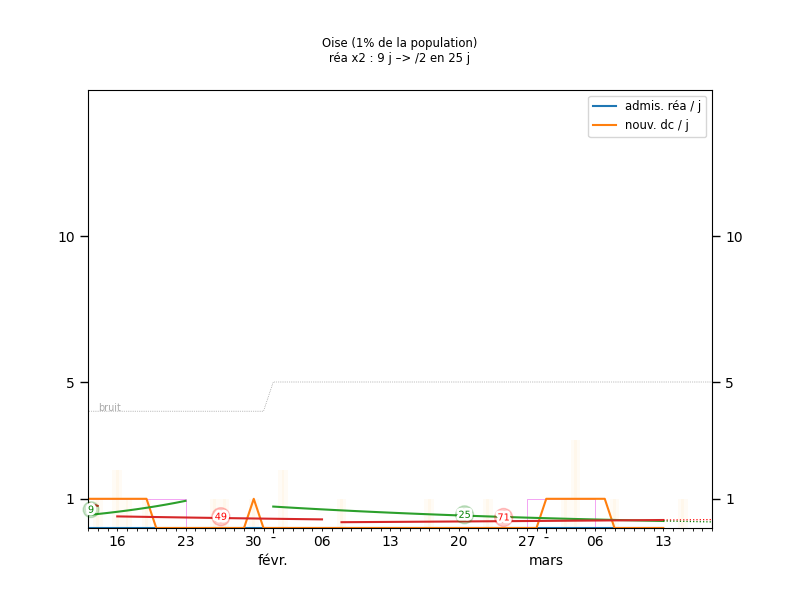 Oise (1% de la population)
réa x2 : 9 j –> /2 en 25 j
admis. réa / j
nouv. dc / j
10 10
5 5
bruit
1 1
9 49 25 71
16 23 30 06 13 20 27 06 13
févr. mars